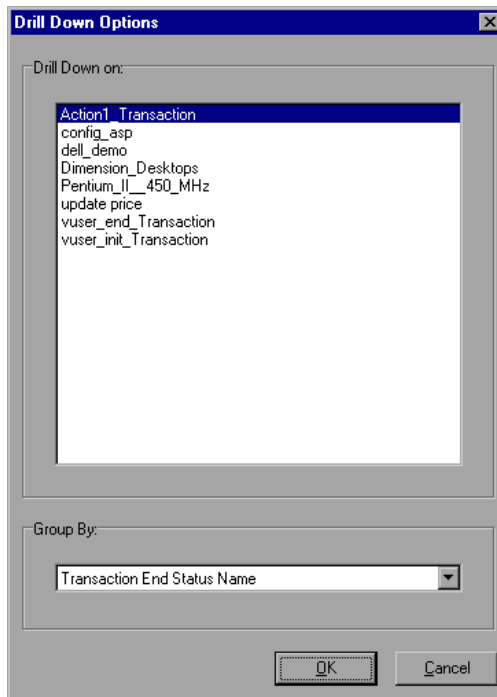 Drill Down Options
Drill Down on:
Action1_Transaction
config_asp
dell_demo
Dimension_Desktops
Pentium_II__450_MHz
update price
vuser_end_Transaction
vuser_init_Transaction
Group By:
Transaction End Status Name
OK
Cancel